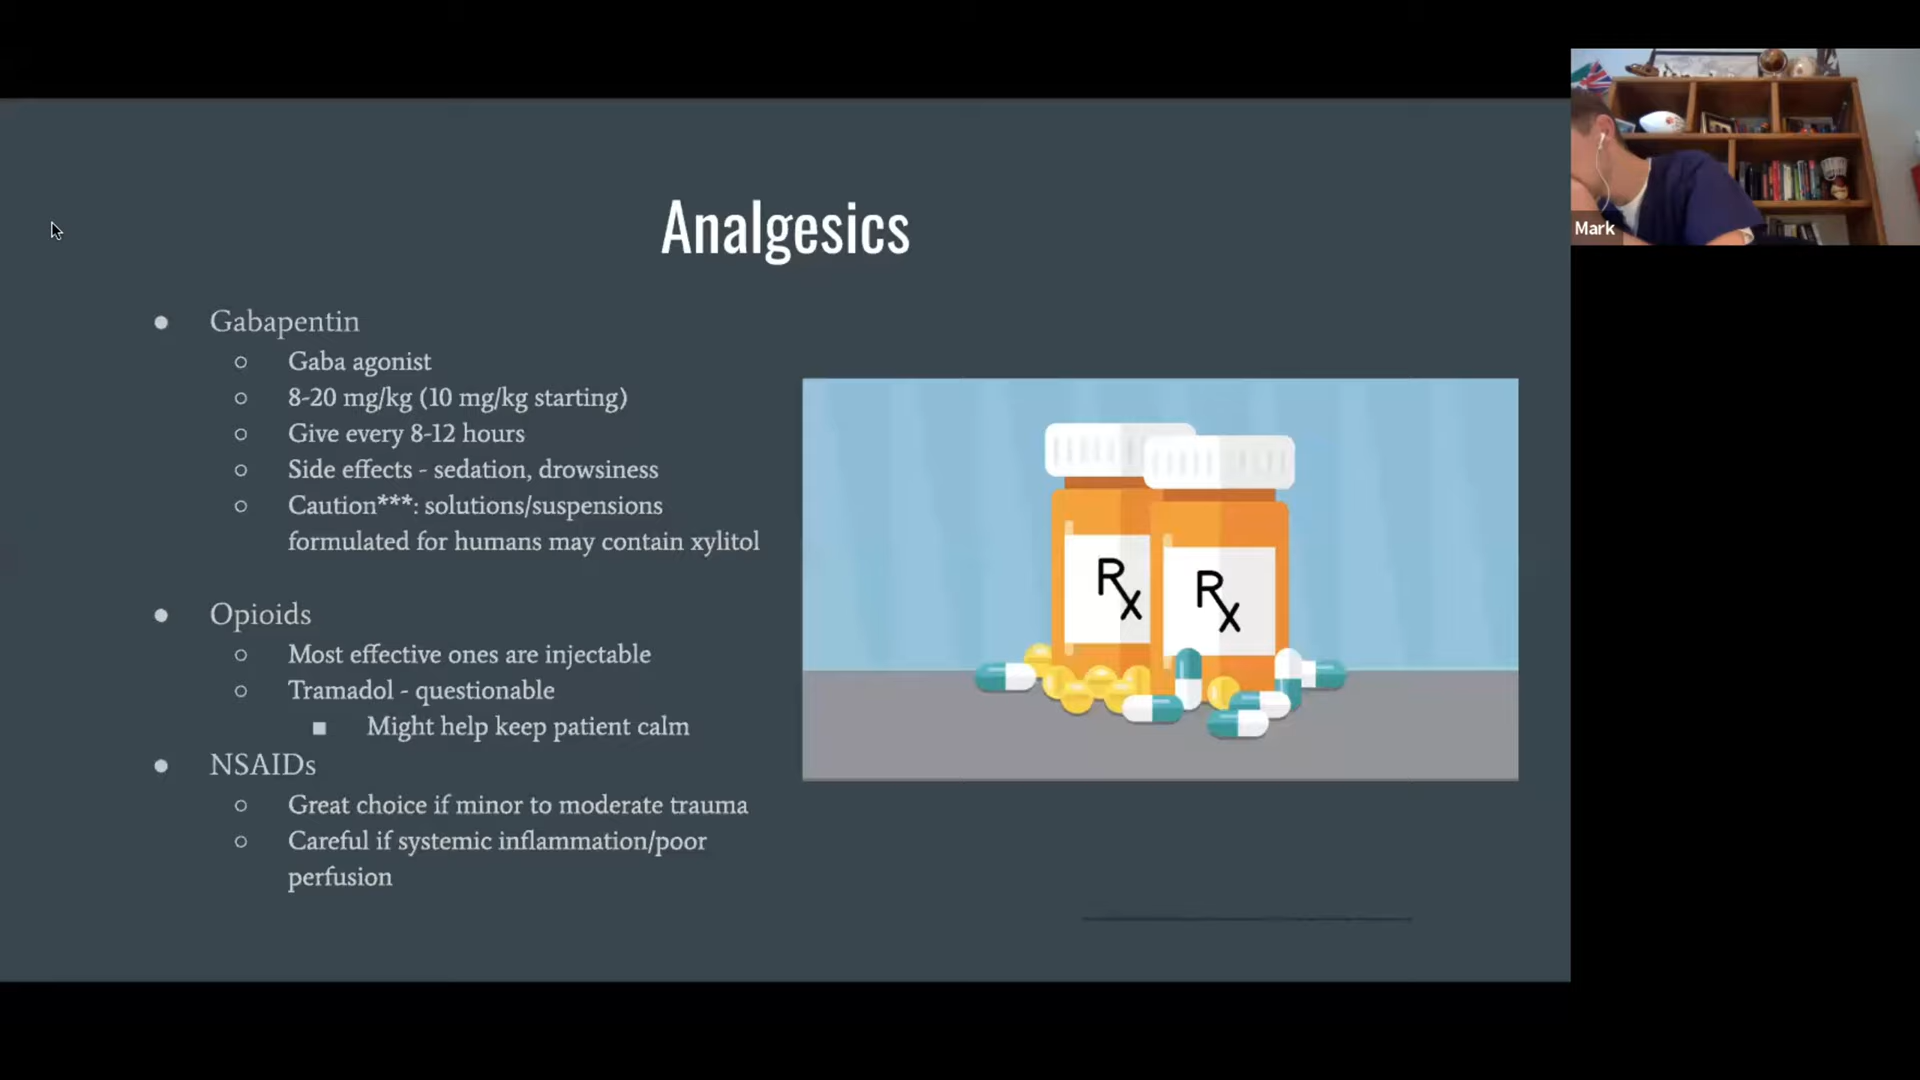 Analgesics
Mark
● Gabapentin
○ Gaba agonist
○ 8-20 mg/kg (10 mg/kg starting)
○ Give every 8-12 hours
○ Side effects - sedation, drowsiness
○ Caution***: solutions/suspensions
formulated for humans may contain xylitol
● Opioids
○ Most effective ones are injectable
○ Tramadol - questionable
■ Might help keep patient calm
● NSAIDs
○ Great choice if minor to moderate trauma
○ Careful if systemic inflammation/poor
perfusion
Rx
Rx